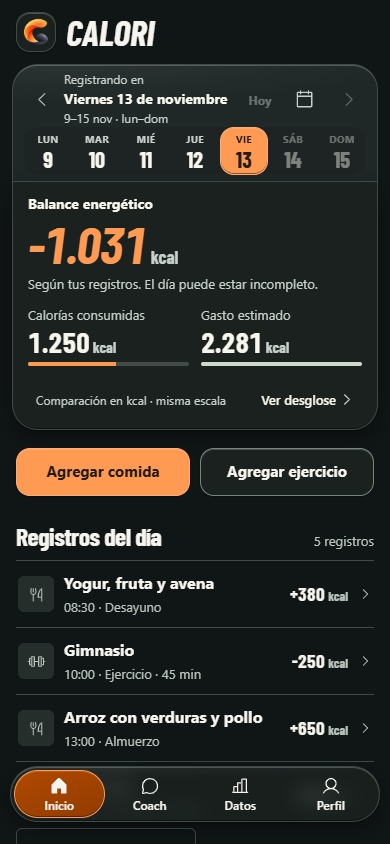 CALORI
Registrando en
Viernes 13 de noviembre
Hoy
9–15 nov · lun–dom
LUN MAR MIÉ JUE VIE SÁB DOM
9 10 11 12 13 14 15
Balance energético
-1.031 kcal
Según tus registros. El día puede estar incompleto.
Calorías consumidas Gasto estimado
1.250 kcal 2.281 kcal
Comparación en kcal · misma escala Ver desglose
Agregar comida Agregar ejercicio
Registros del día 5 registros
Yogur, fruta y avena
+380 kcal
08:30 · Desayuno
Gimnasio
-250 kcal
10:00 · Ejercicio · 45 min
Arroz con verduras y pollo
+650 kcal
13:00 · Almuerzo
Inicio Coach Datos Perfil